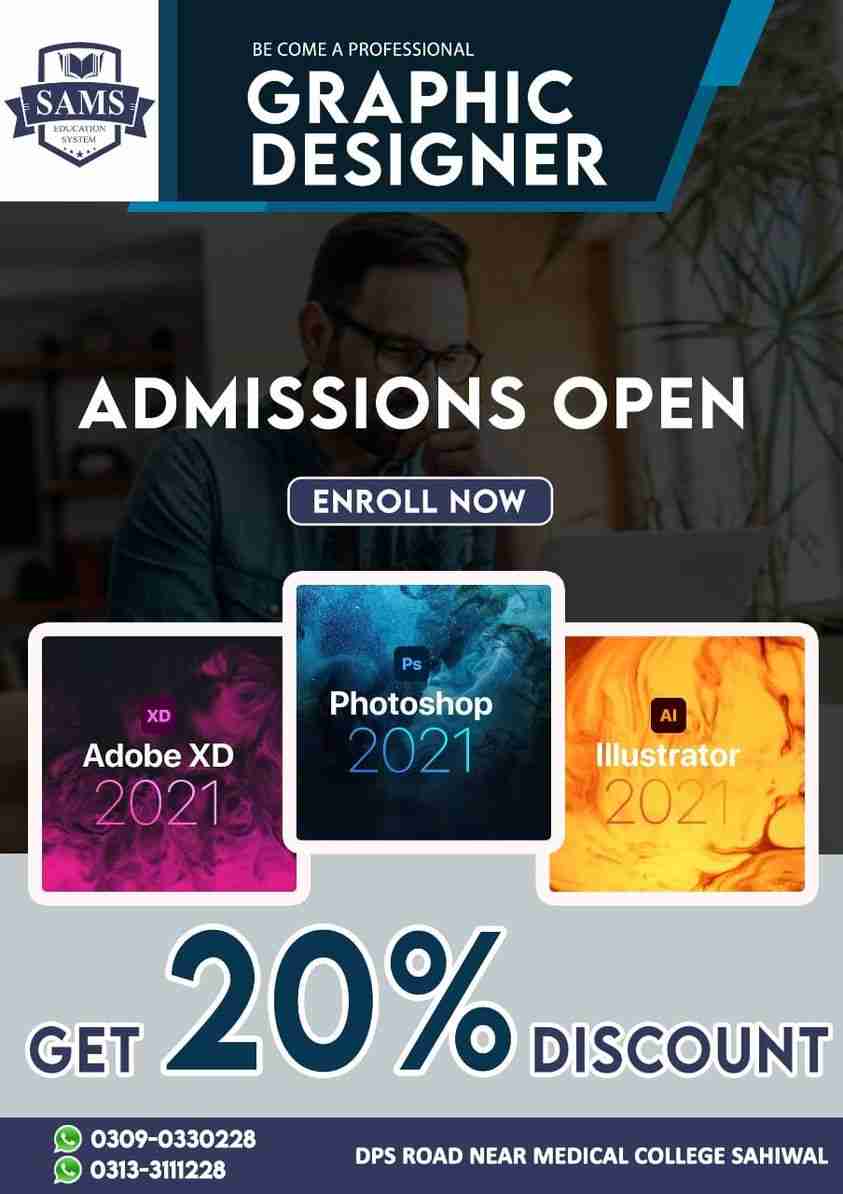 SAMS
EDUCATION
SYSTEM
BE COME A PROFESSIONAL
GRAPHIC
DESIGNER
ADMISSIONS OPEN
ENROLL NOW
XD
Adobe XD
2021
Ps
Photoshop
2021
AI
Illustrator
2021
GET 20% DISCOUNT
0309-0330228
0313-3111228
DPS ROAD NEAR MEDICAL COLLEGE SAHIWAL